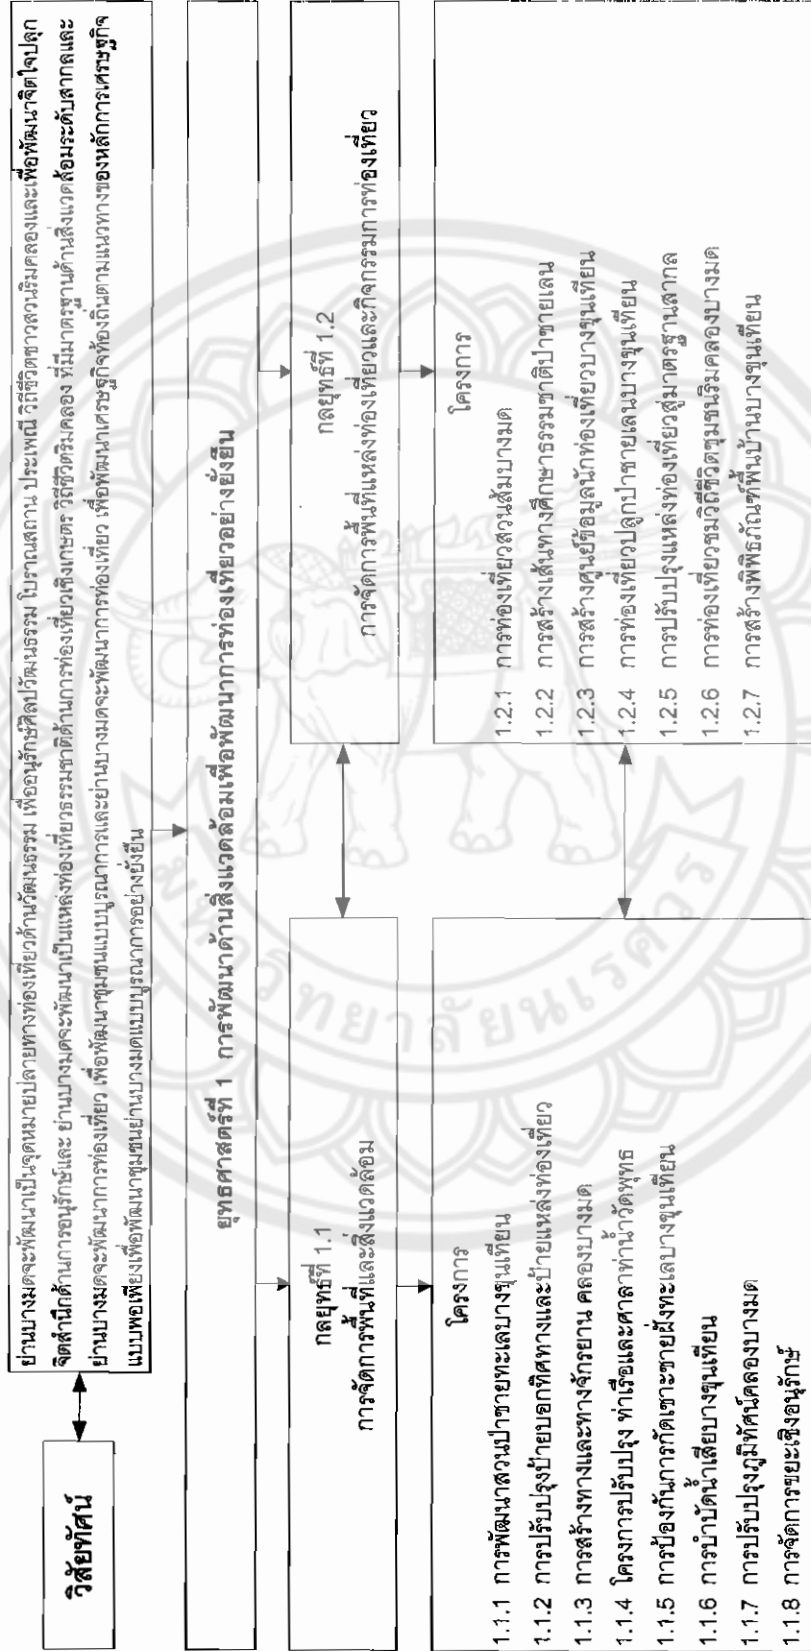 วิสัยทัศน์
ย่านบางมดจะพัฒนาเป็นจุดหมายปลายทางท่องเที่ยวด้านวัฒนธรรม เพื่ออนุรักษ์ศิลปวัฒนธรรม โบราณสถาน ประเพณี วิถีชีวิตชาวสวนริมคลองและเพื่อพัฒนาจิตใจปลุก
จิตสำนึกด้านการอนุรักษ์และ ย่านบางมดจะพัฒนาเป็นแหล่งท่องเที่ยวธรรมชาติด้านการท่องเที่ยวเชิงเกษตร วิถีชีวิตริมคลอง ที่มีมาตรฐานด้านสิ่งแวดล้อมระดับสากลและ
ย่านบางมดจะพัฒนาการท่องเที่ยว เพื่อพัฒนาชุมชนแบบบูรณาการและย่านบางมดจะพัฒนาการท่องเที่ยว เพื่อพัฒนาเศรษฐกิจท้องถิ่นตามแนวทางของหลักการเศรษฐกิจ
แบบพอเพียงเพื่อพัฒนาชุมชนย่านบางมดแบบบูรณาการอย่างยั่งยืน
ยุทธศาสตร์ที่ 1 การพัฒนาด้านสิ่งแวดล้อมเพื่อพัฒนาการท่องเที่ยวอย่างยั่งยืน
กลยุทธ์ที่ 1.1
การจัดการพื้นที่และสิ่งแวดล้อม
กลยุทธ์ที่ 1.2
การจัดการพื้นที่แหล่งท่องเที่ยวและกิจกรรมการท่องเที่ยว
โครงการ
1.1.1 การพัฒนาสวนป่าชายทะเลบางขุนเทียน
1.1.2 การปรับปรุงป้ายบอกทิศทางและป้ายแหล่งท่องเที่ยว
1.1.3 การสร้างทางและทางจักรยาน คลองบางมด
1.1.4 โครงการปรับปรุง ท่าเรือและศาลาท่าน้ำวัดพุทธ
1.1.5 การป้องกันการกัดเซาะชายฝั่งทะเลบางขุนเทียน
1.1.6 การบำบัดน้ำเสียบางขุนเทียน
1.1.7 การปรับปรุงภูมิทัศน์คลองบางมด
1.1.8 การจัดการขยะเชิงอนุรักษ์
โครงการ
1.2.1 การท่องเที่ยวสวนส้มบางมด
1.2.2 การสร้างเส้นทางศึกษาธรรมชาติป่าชายเลน
1.2.3 การสร้างศูนย์ข้อมูลนักท่องเที่ยวบางขุนเทียน
1.2.4 การท่องเที่ยวปลูกป่าชายเลนบางขุนเทียน
1.2.5 การปรับปรุงแหล่งท่องเที่ยวสู่มาตรฐานสากล
1.2.6 การท่องเที่ยวชมวิถีชีวิตชุมชนริมคลองบางมด
1.2.7 การสร้างพิพิธภัณฑ์พื้นบ้านบางขุนเทียน
มหาวิทยาลัยนเรศวร